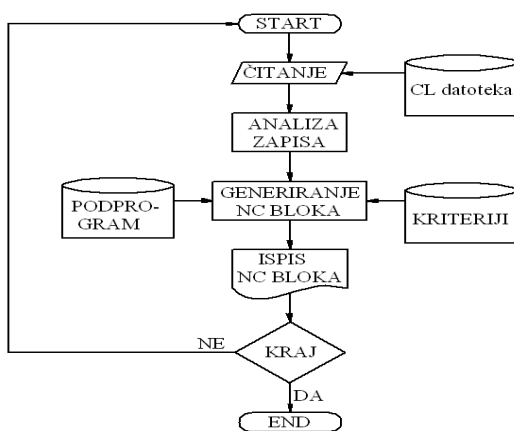 START
ČITANJE
CL datoteka
ANALIZA
ZAPISA
PODPRO-
GRAM
GENERIRANJE
NC BLOKA
KRITERIJI
ISPIS
NC BLOKA
NE
KRAJ
DA
END